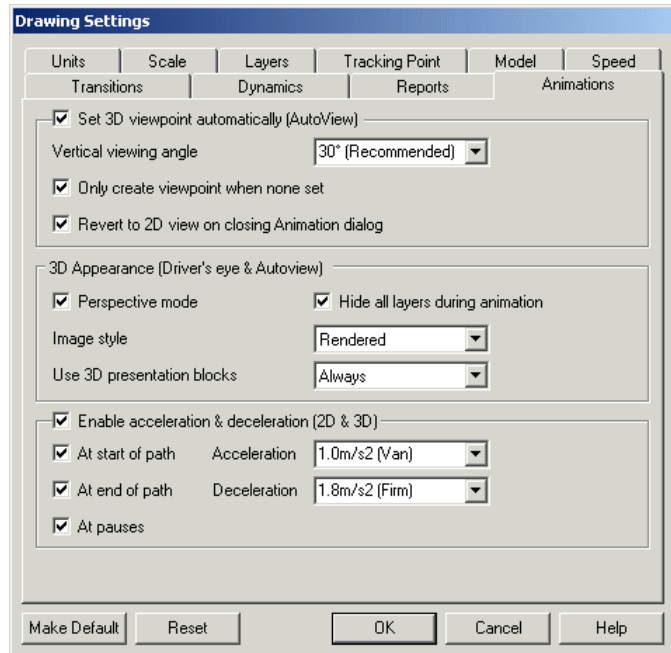 Drawing Settings
Units Scale Layers Tracking Point Model Speed
Transitions Dynamics Reports Animations
Set 3D viewpoint automatically (AutoView)
Vertical viewing angle 30° (Recommended)
Only create viewpoint when none set
Revert to 2D view on closing Animation dialog
3D Appearance (Driver's eye & Autoview)
Perspective mode Hide all layers during animation
Image style Rendered
Use 3D presentation blocks Always
Enable acceleration & deceleration (2D & 3D)
At start of path Acceleration 1.0m/s2 (Van)
At end of path Deceleration 1.8m/s2 (Firm)
At pauses
Make Default Reset OK Cancel Help